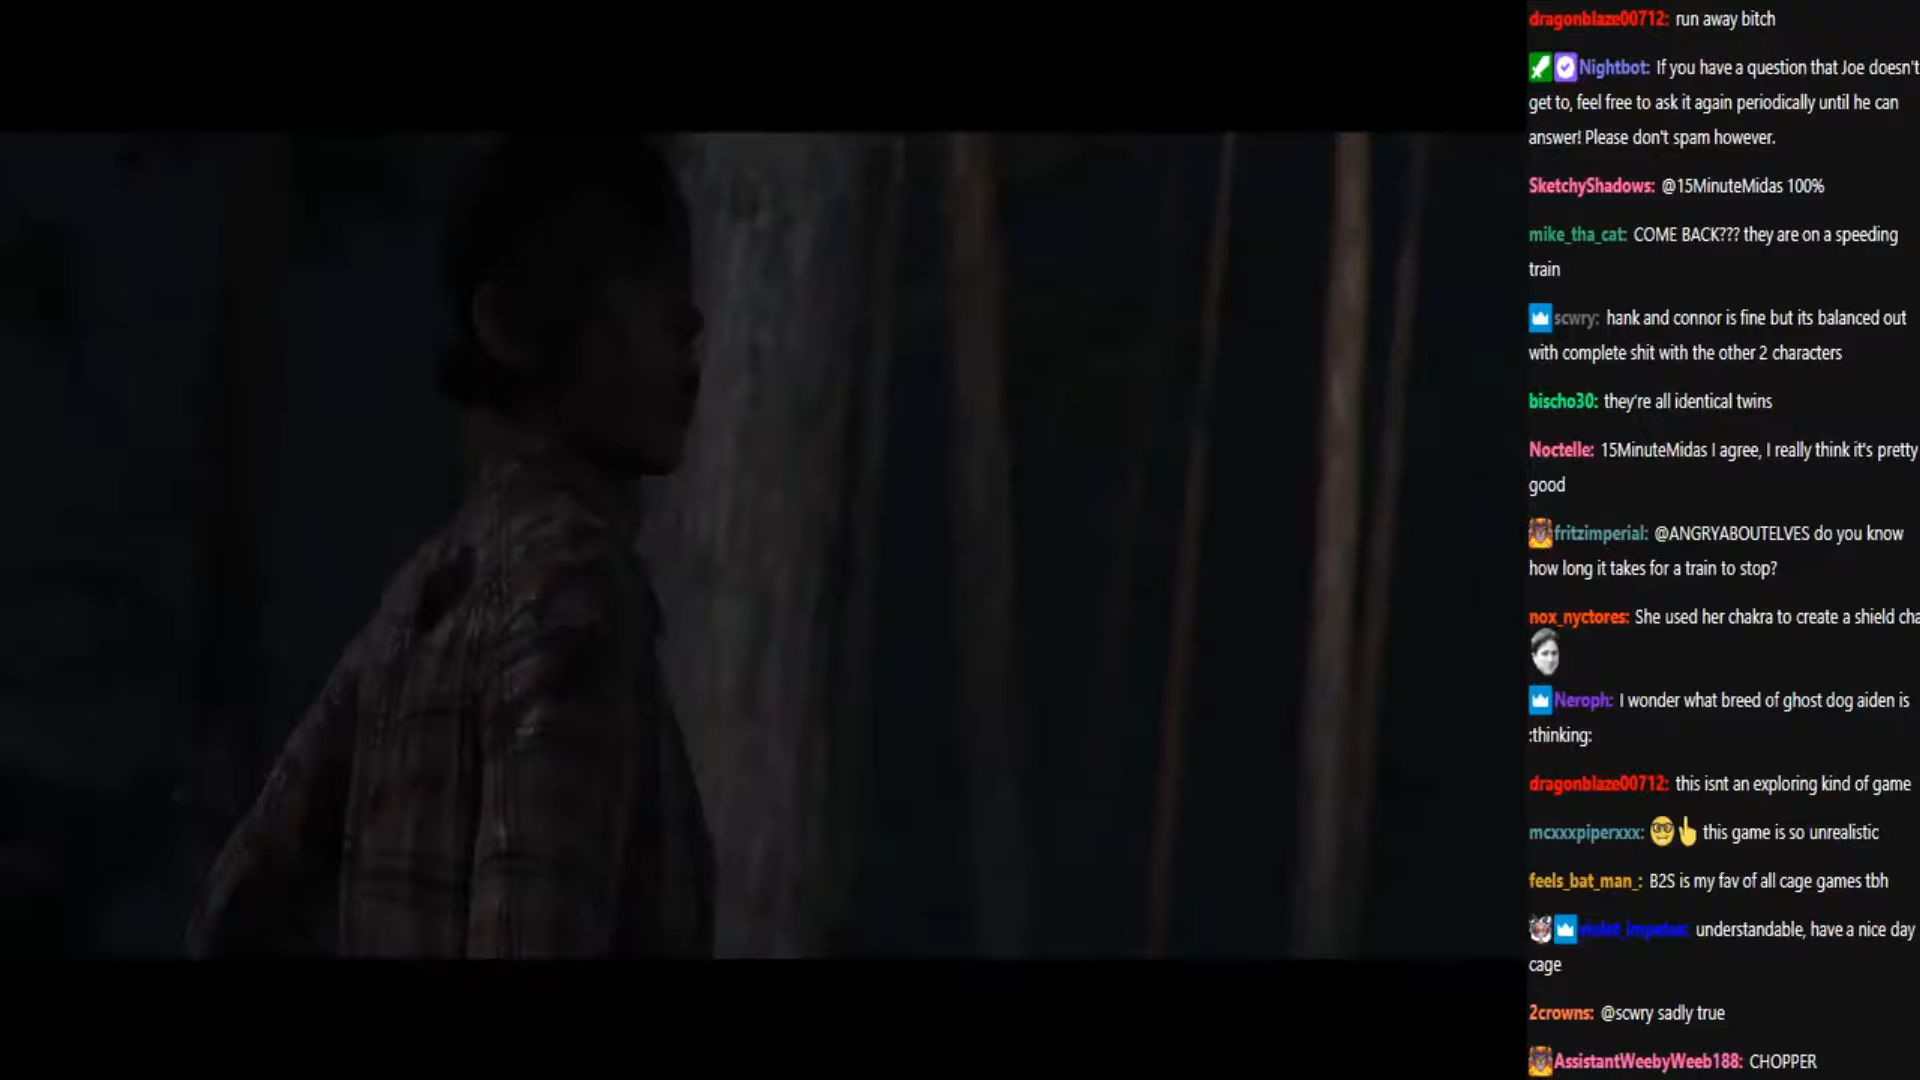 dragonblaze00712: run away bitch
Nightbot: If you have a question that Joe doesn't
get to, feel free to ask it again periodically until he can
answer! Please don't spam however.
SketchyShadows: @15MinuteMidas 100%
mike_tha_cat: COME BACK??? they are on a speeding
train
scwry: hank and connor is fine but its balanced out
with complete shit with the other 2 characters
bischo30: they're all identical twins
Noctelle: 15MinuteMidas I agree, I really think it's pretty
good
fritzimperial: @ANGRYABOUTELVES do you know
how long it takes for a train to stop?
nox_nyctores: She used her chakra to create a shield cha
Neroph: I wonder what breed of ghost dog aiden is
:thinking:
dragonblaze00712: this isnt an exploring kind of game
mcxxxpiperxxx: this game is so unrealistic
feels_bat_man_: B2S is my fav of all cage games tbh
violet_impetus: understandable, have a nice day
cage
2crowns: @scwry sadly true
AssistantWeebyWeeb188: CHOPPER